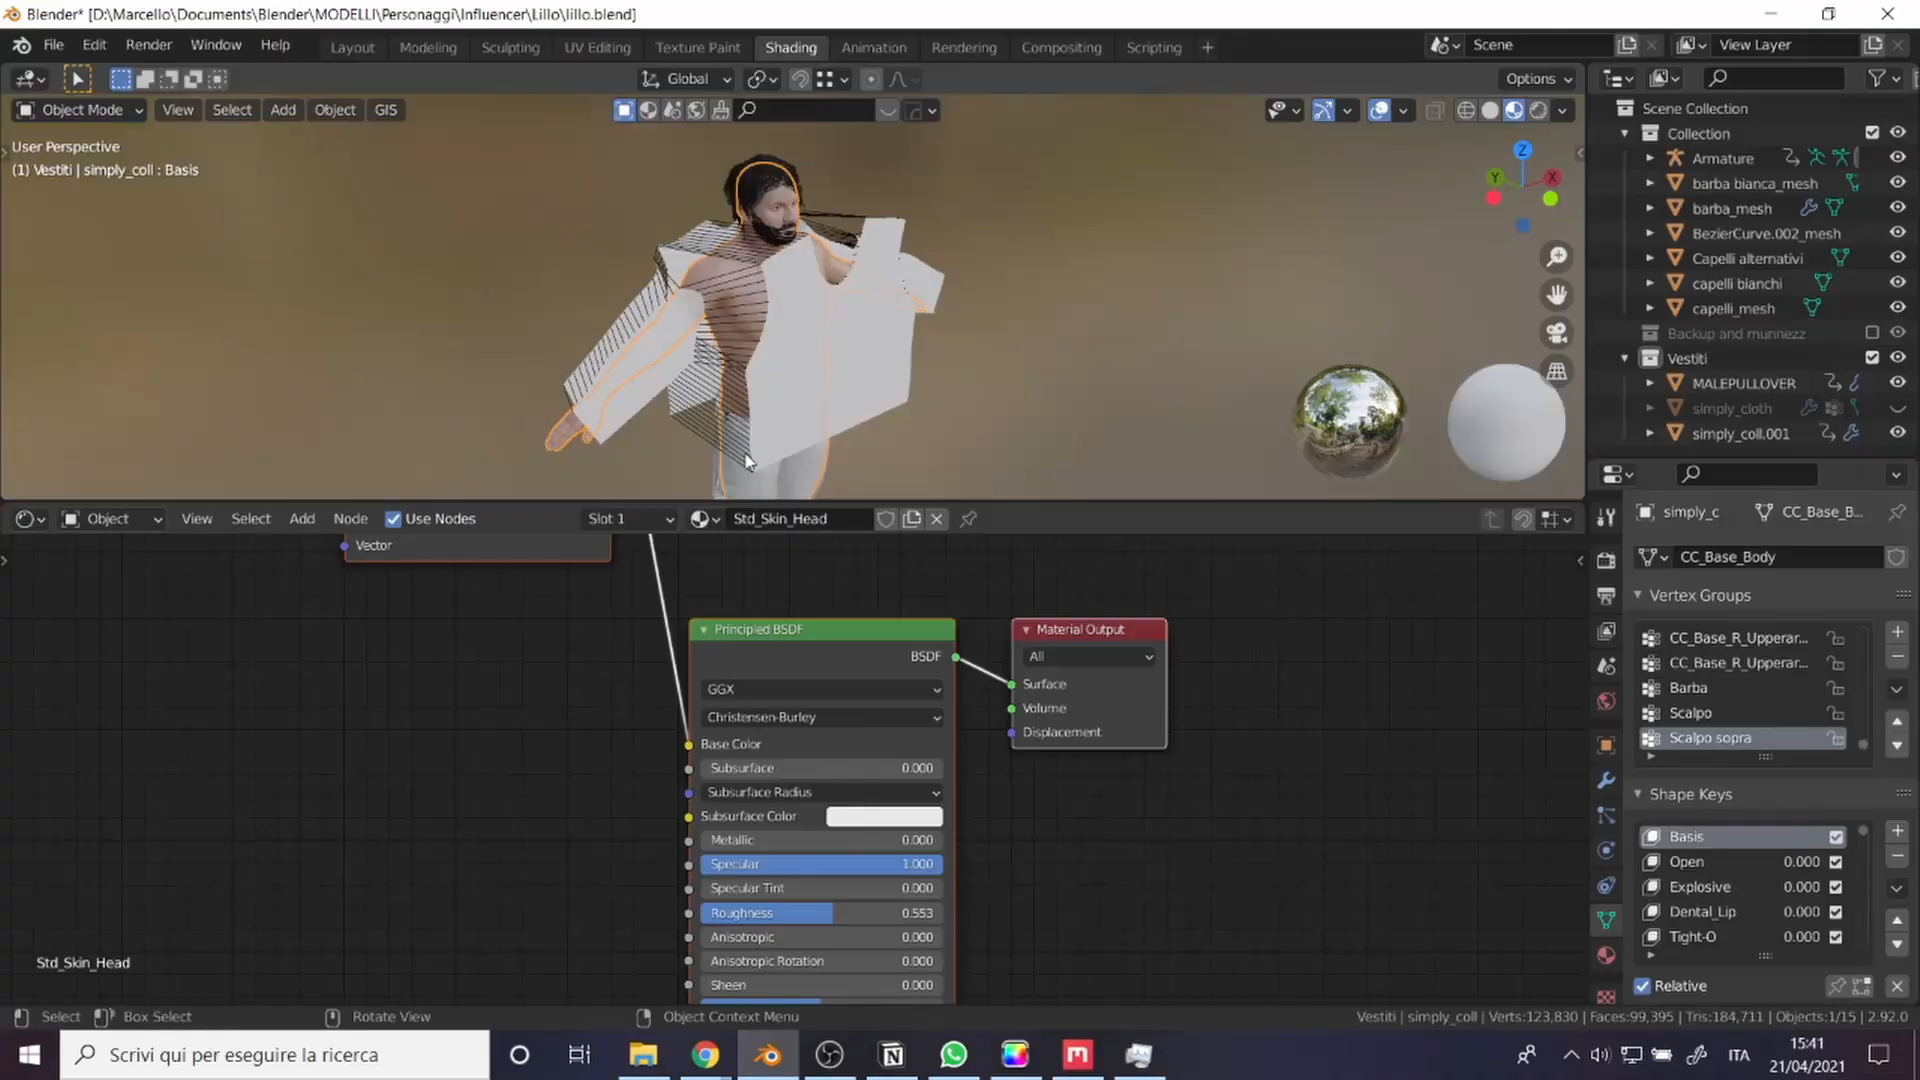 Blender* [D:\Marcello\Documents\Blender\MODELLI\Personaggi\Influencer\Lillo\lillo.blend]
File Edit Render Window Help
Layout Modeling Sculpting UV Editing Texture Paint Shading Animation Rendering Compositing Scripting +
Scene
View Layer
Global
Options
Object Mode View Select Add Object GIS
User Perspective
(1) Vestiti | simply_coll : Basis
Z
Y
X
Scene Collection
Collection
Armature
barba bianca_mesh
barba_mesh
BezierCurve.002_mesh
Capelli alternativi
capelli bianchi
capelli_mesh
Backup and munnezz
Vestiti
MALEPULLOVER
simply_cloth
simply_coll.001
Object View Select Add Node Use Nodes Slot 1 Std_Skin_Head
Vector
Principled BSDF
BSDF
GGX
Christensen-Burley
Base Color
Subsurface 0.000
Subsurface Radius
Subsurface Color
Metallic 0.000
Specular 1.000
Specular Tint 0.000
Roughness 0.553
Anisotropic 0.000
Anisotropic Rotation 0.000
Sheen 0.000
Material Output
All
Surface
Volume
Displacement
Std_Skin_Head
simply_c CC_Base_B...
CC_Base_Body
Vertex Groups
CC_Base_R_Upperar...
CC_Base_R_Upperar...
Barba
Scalpo
Scalpo sopra
Shape Keys
Basis
Open 0.000
Explosive 0.000
Dental_Lip 0.000
Tight-O 0.000
Relative
Select Box Select Rotate View Object Context Menu
Vestiti | simply_coll | Verts:123,830 | Faces:99,395 | Tris:184,711 | Objects:1/15 | 2.92.0
Scrivi qui per eseguire la ricerca
ITA
15:41
21/04/2021